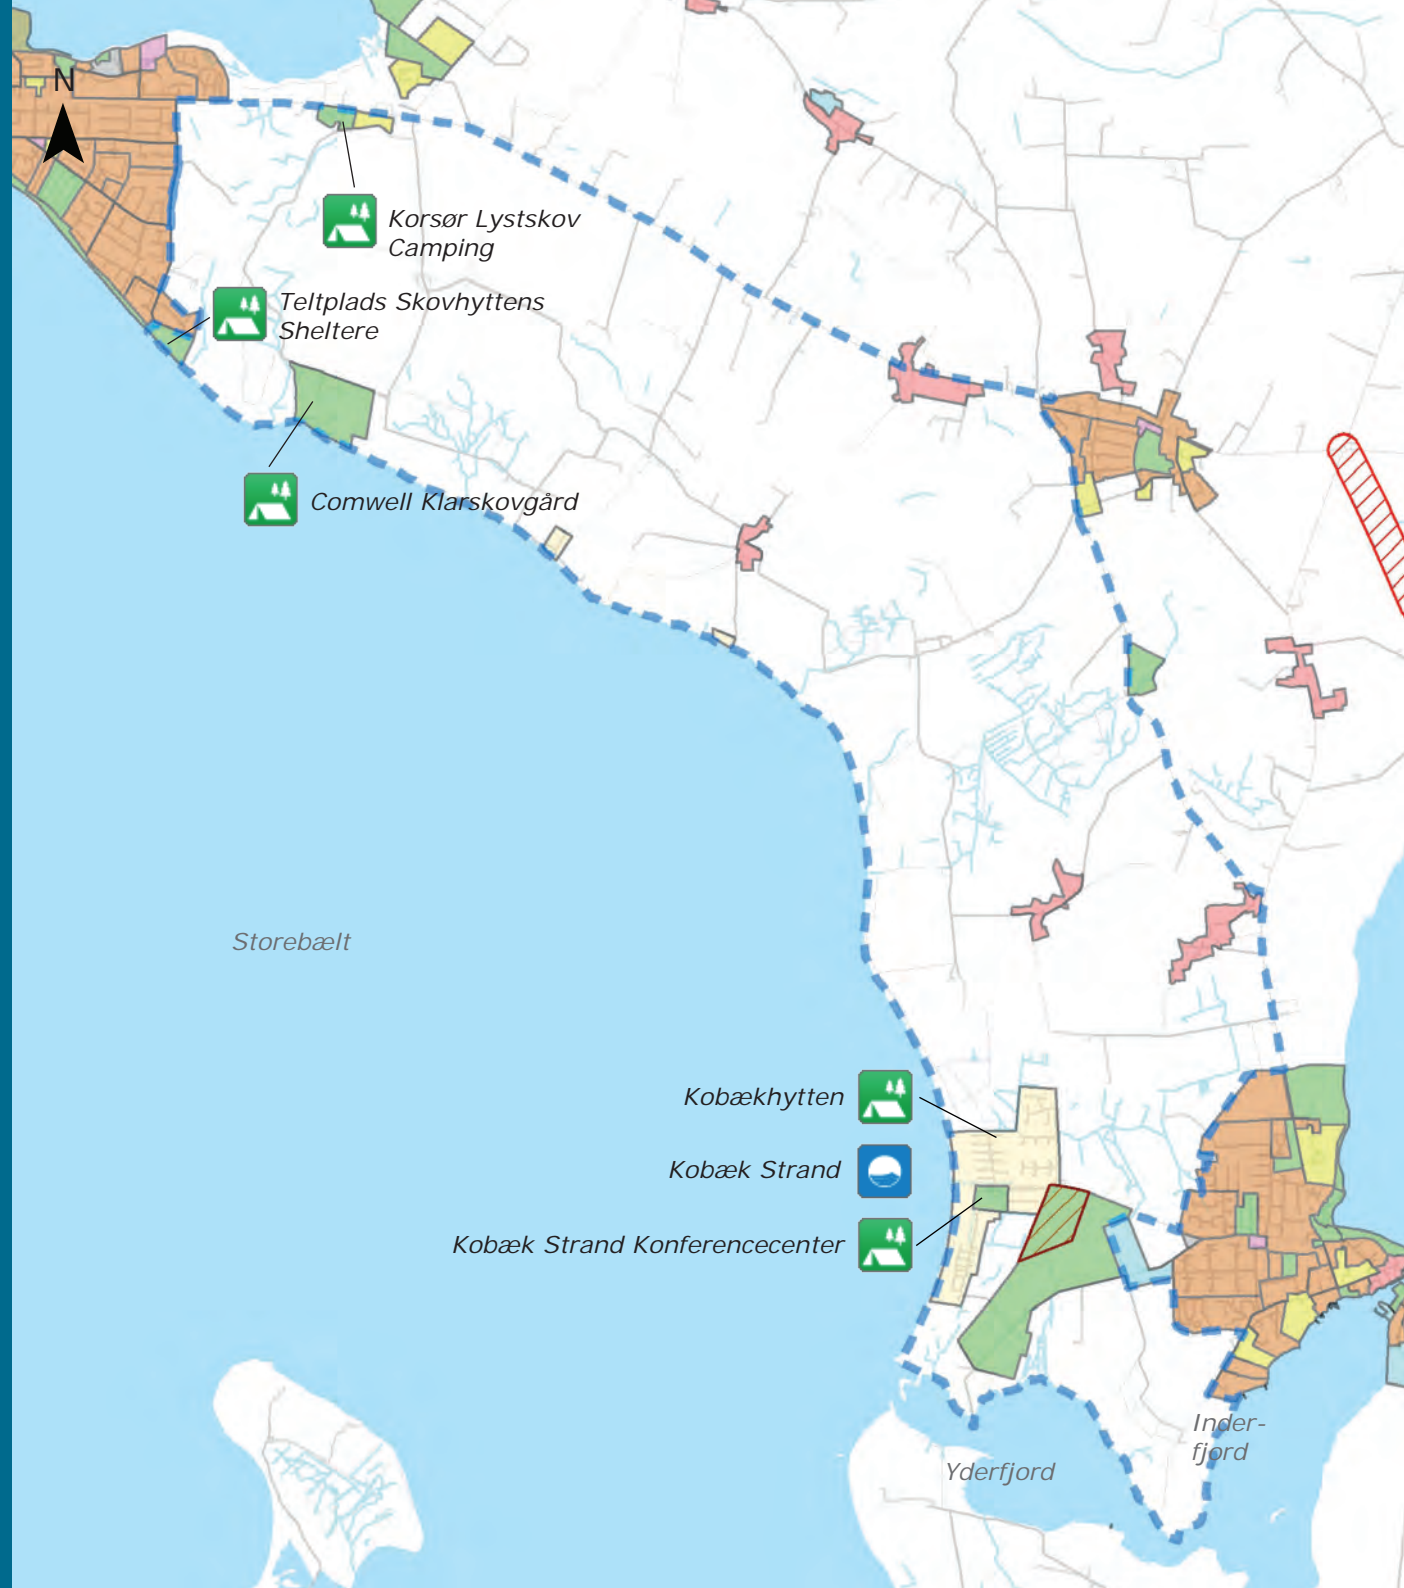 N
Korsør Lystskov
Camping
Teltplads Skovhyttens
Sheltere
Comwell Klarskovgård
Storebælt
Kobækhytten
Kobæk Strand
Kobæk Strand Konferencecenter
Inder-
fjord
Yderfjord